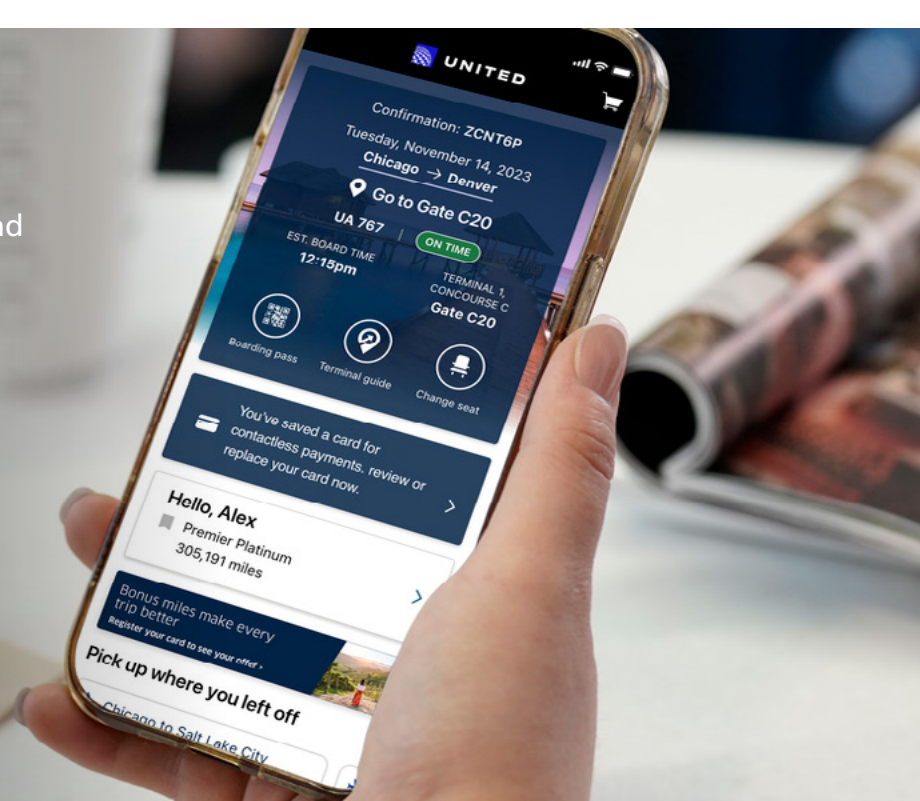 nd
UNITED
Confirmation: ZCNT6P
Tuesday, November 14, 2023
Chicago → Denver
Go to Gate C20
UA 767 | ON TIME
EST. BOARD TIME
12:15pm
TERMINAL 1,
CONCOURSE C
Gate C20
Boarding pass
Terminal guide
Change seat
You've saved a card for
contactless payments. review or
replace your card now.
Hello, Alex
Premier Platinum
305,191 miles
Bonus miles make every
trip better
Register your card to see your offer ›
Pick up where you left off
Chicago to Salt Lake City